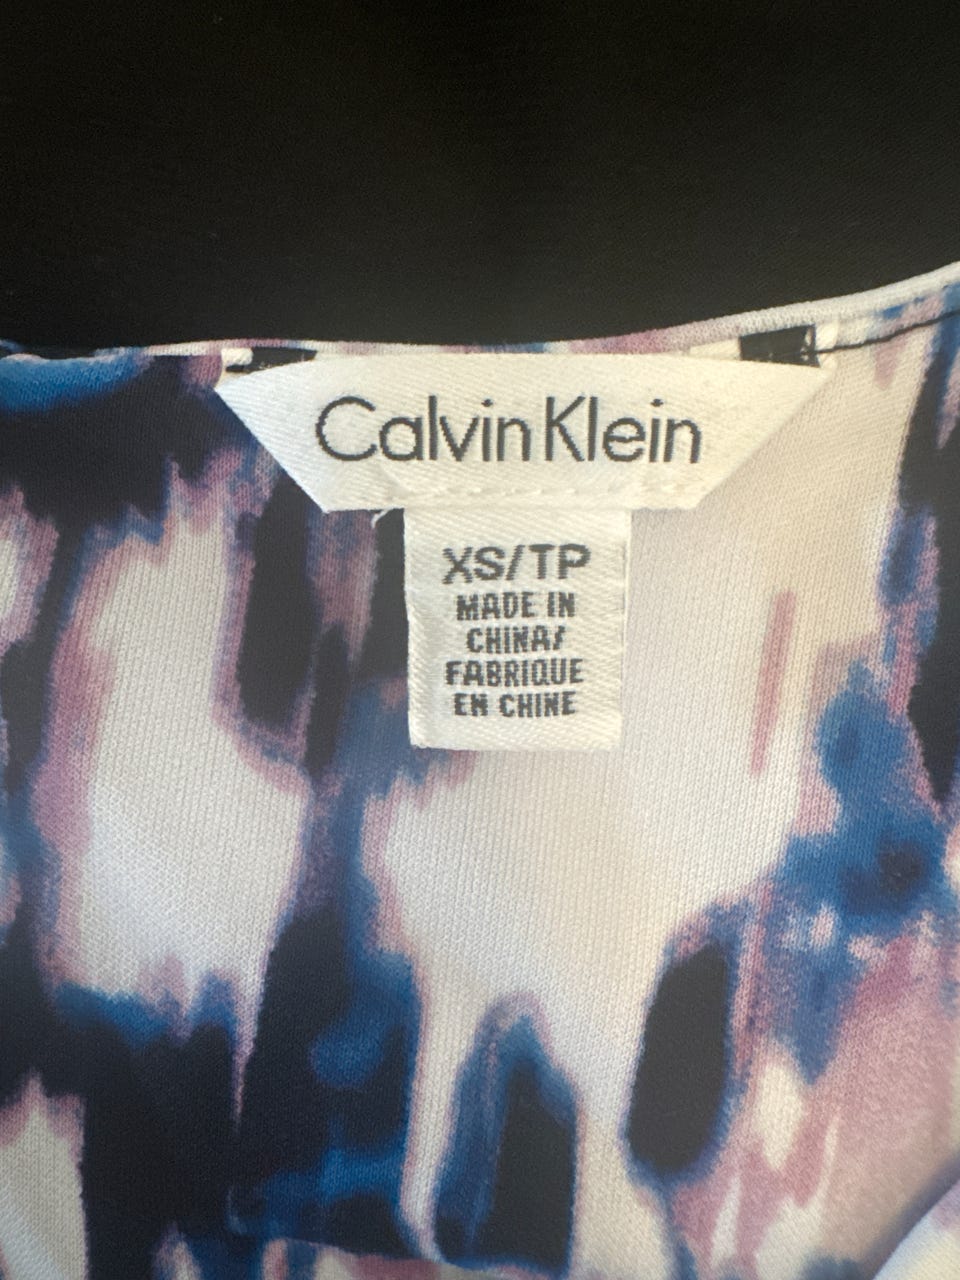 Calvin Klein
XS/TP
MADE IN
CHINA/
FABRIQUE
EN CHINE